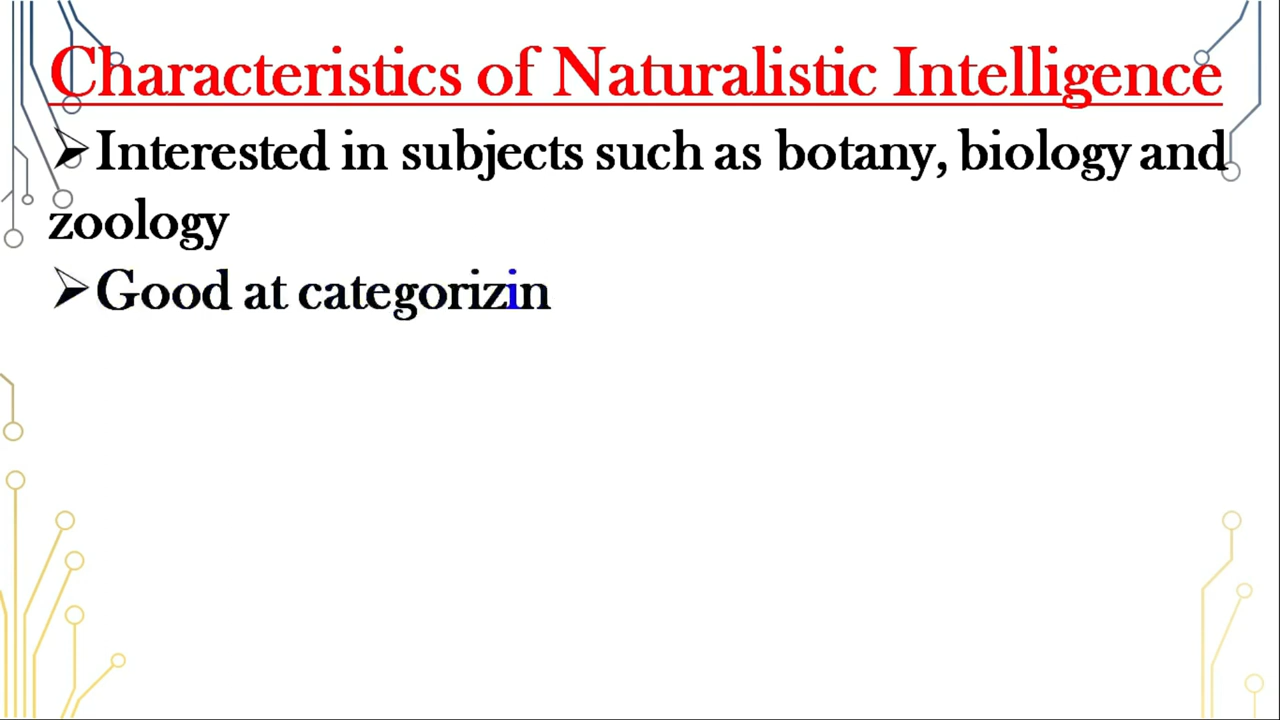 Characteristics of Naturalistic Intelligence
➢Interested in subjects such as botany, biology and
zoology
➢Good at categorizin